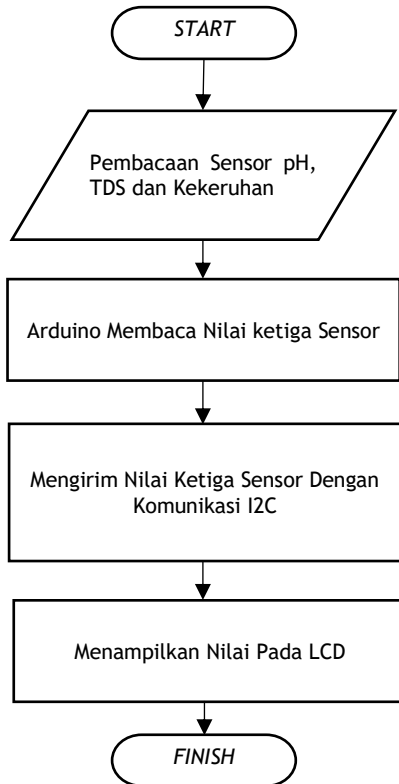 START
Pembacaan Sensor pH,
TDS dan Kekeruhan
Arduino Membaca Nilai ketiga Sensor
Mengirim Nilai Ketiga Sensor Dengan
Komunikasi I2C
Menampilkan Nilai Pada LCD
FINISH